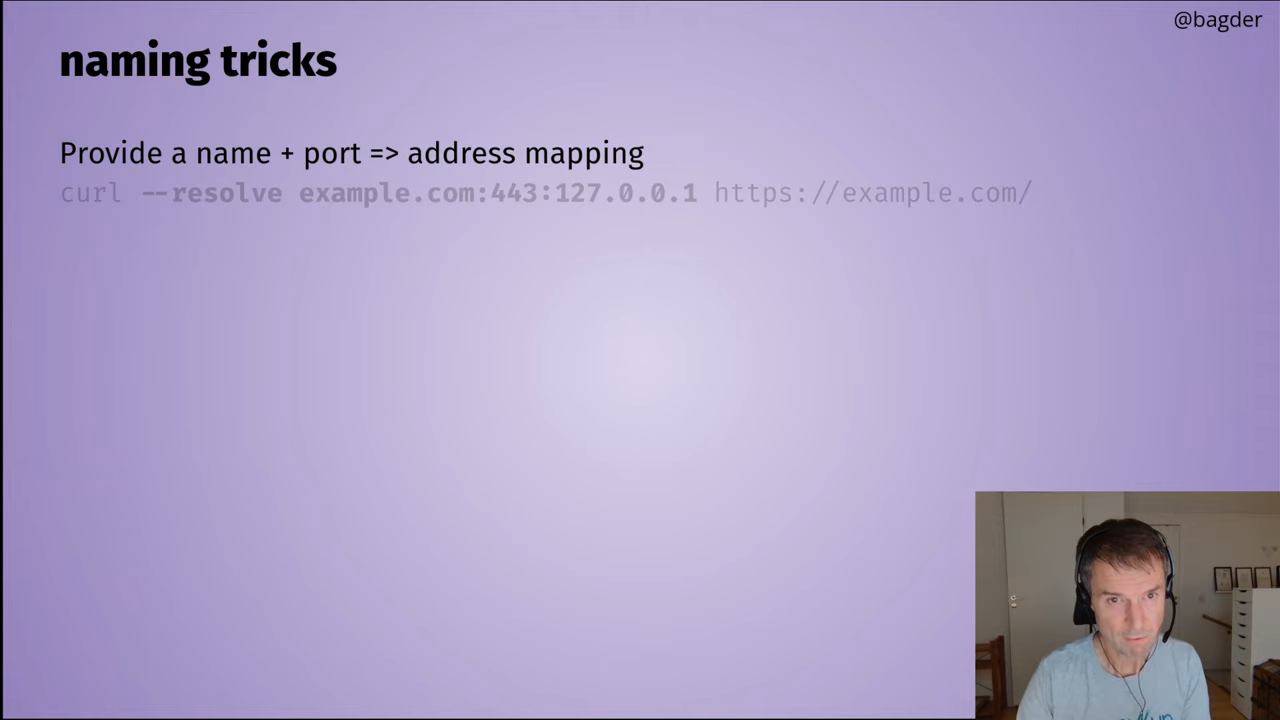 @bagder
naming tricks
Provide a name + port => address mapping
curl --resolve example.com:443:127.0.0.1 https://example.com/